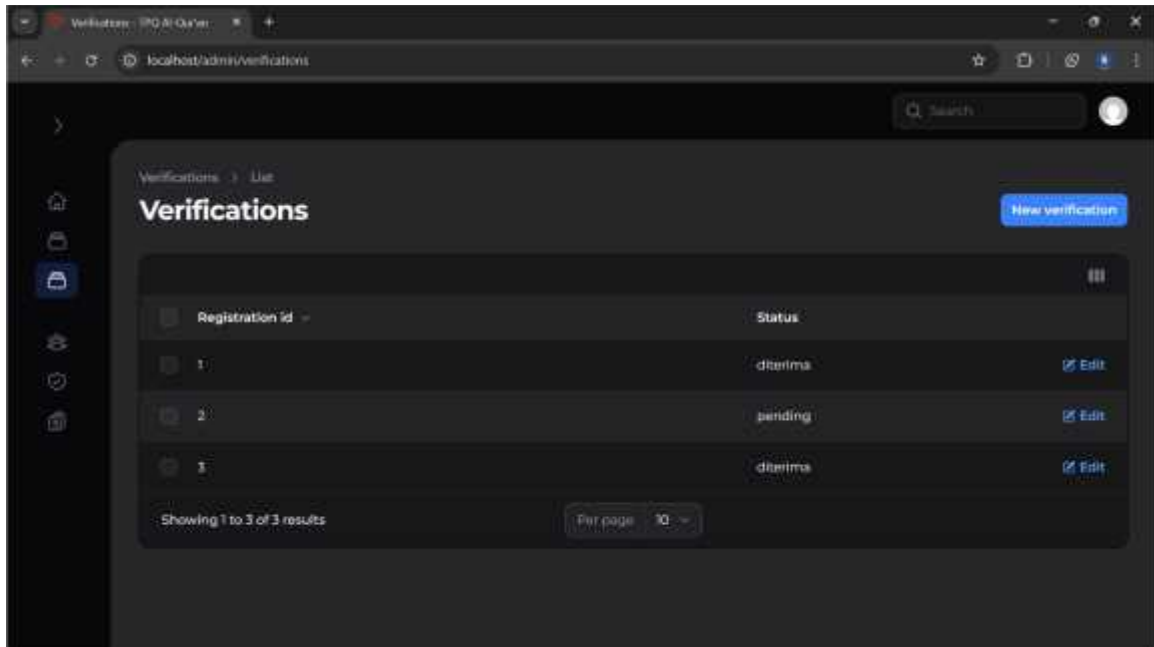 Verifications - TPQ Al-Qur'an
localhost/admin/verifications
Search
Verifications > List
Verifications
New verification
Registration id
Status
1
diterima
Edit
2
pending
Edit
3
diterima
Edit
Showing 1 to 3 of 3 results
Per page
10